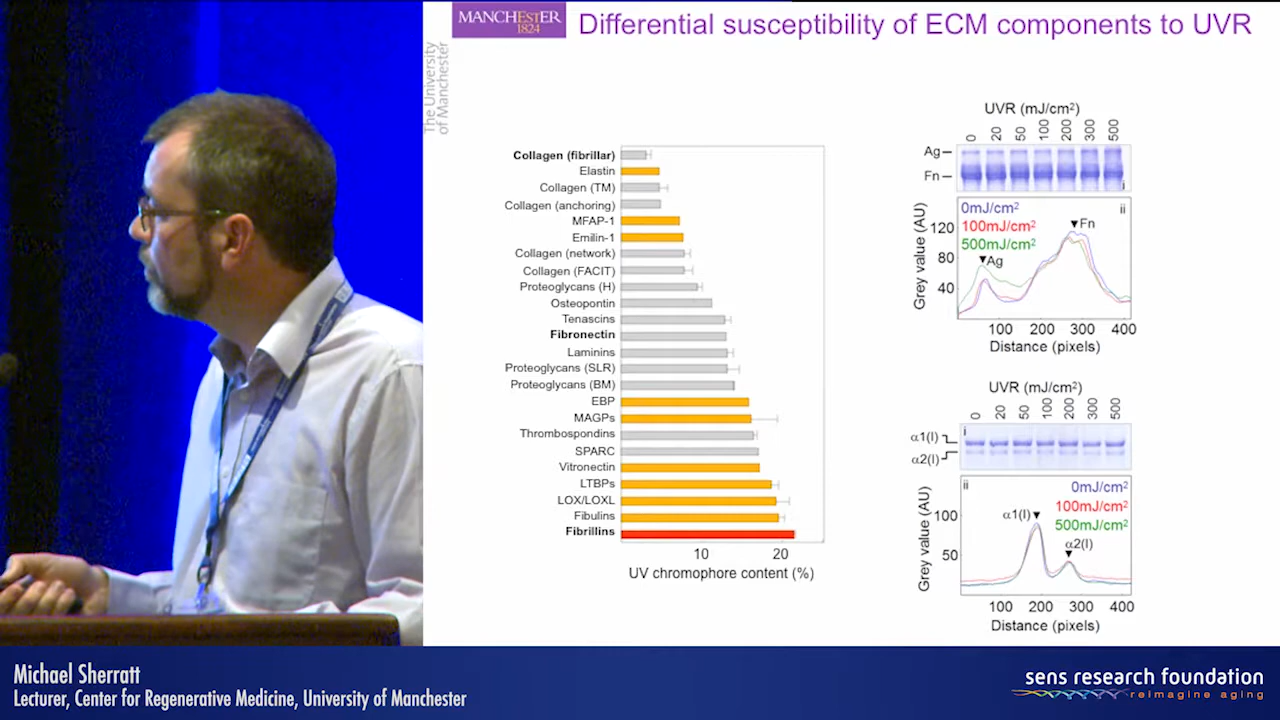 MANCHESTER
1824
The University
of Manchester
Differential susceptibility of ECM components to UVR
Collagen (fibrillar)
Elastin
Collagen (TM)
Collagen (anchoring)
MFAP-1
Emilin-1
Collagen (network)
Collagen (FACIT)
Proteoglycans (H)
Osteopontin
Tenascins
Fibronectin
Laminins
Proteoglycans (SLR)
Proteoglycans (BM)
EBP
MAGPs
Thrombospondins
SPARC
Vitronectin
LTBPs
LOX/LOXL
Fibulins
Fibrillins
10 20
UV chromophore content (%)
UVR (mJ/cm²)
0 20 50 100 200 300 500
Ag
Fn
i
ii
0mJ/cm²
100mJ/cm²
500mJ/cm²
Ag
Fn
Grey value (AU)
120
80
40
100 200 300 400
Distance (pixels)
UVR (mJ/cm²)
0 20 50 100 200 300 500
i
α1(I)
α2(I)
ii
0mJ/cm²
100mJ/cm²
500mJ/cm²
α1(I)
α2(I)
Grey value (AU)
100
50
100 200 300 400
Distance (pixels)
Michael Sherratt
Lecturer, Center for Regenerative Medicine, University of Manchester
sens research foundation
reimagine aging